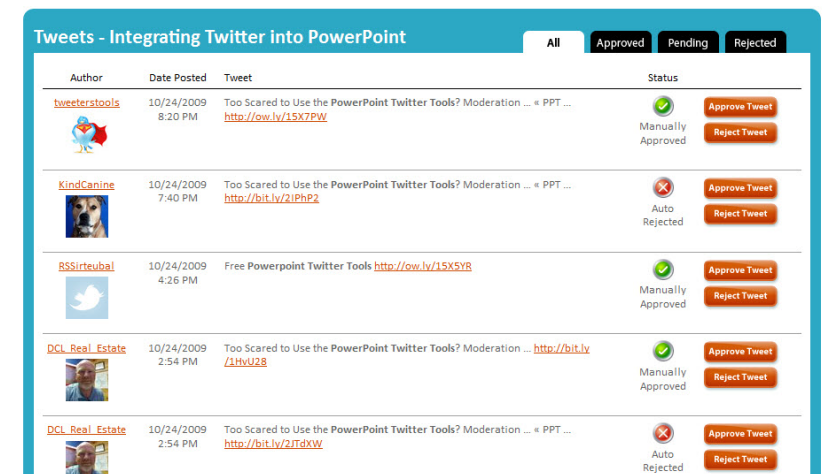 Tweets - Integrating Twitter into PowerPoint
All Approved Pending Rejected
Author Date Posted Tweet Status
tweeterstools 10/24/2009 Too Scared to Use the PowerPoint Twitter Tools? Moderation ... « PPT ... Approve Tweet
8:20 PM http://ow.ly/15X7PW
Manually Reject Tweet
Approved
KindCanine 10/24/2009 Too Scared to Use the PowerPoint Twitter Tools? Moderation ... « PPT ... Approve Tweet
7:40 PM http://bit.ly/2IPhP2
Auto Reject Tweet
Rejected
RSSirteubal 10/24/2009 Free Powerpoint Twitter Tools http://ow.ly/15X5YR Approve Tweet
4:26 PM
Manually Reject Tweet
Approved
DCL_Real_Estate 10/24/2009 Too Scared to Use the PowerPoint Twitter Tools? Moderation ... http://bit.ly Approve Tweet
2:54 PM /1HvU28
Manually Reject Tweet
Approved
DCL_Real_Estate 10/24/2009 Too Scared to Use the PowerPoint Twitter Tools? Moderation ... « PPT ... Approve Tweet
2:54 PM http://bit.ly/2JTdXW
Auto Reject Tweet
Rejected